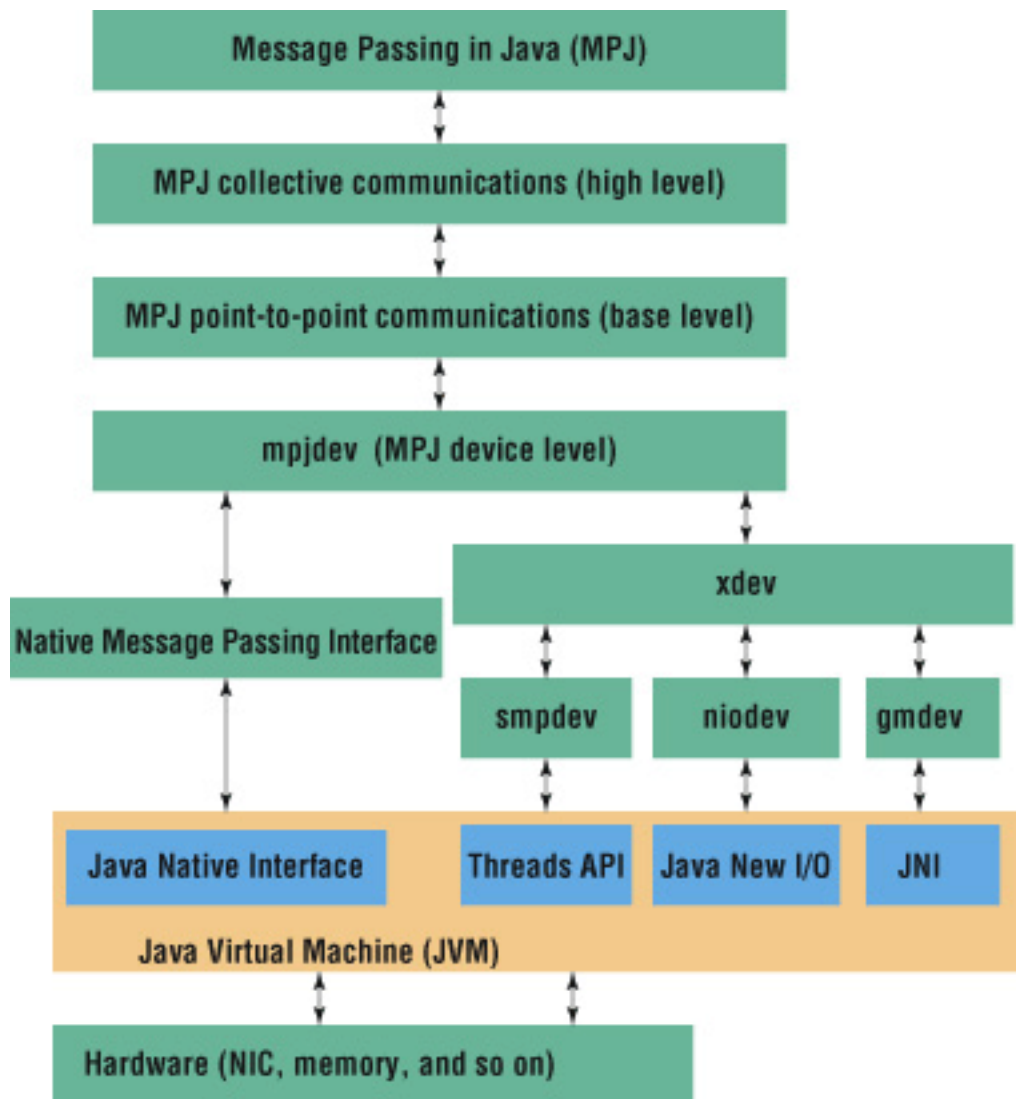 Message Passing in Java (MPJ)
MPJ collective communications (high level)
MPJ point-to-point communications (base level)
mpjdev (MPJ device level)
xdev
Native Message Passing Interface
smpdev
niodev
gmdev
Java Native Interface
Threads API
Java New I/O
JNI
Java Virtual Machine (JVM)
Hardware (NIC, memory, and so on)